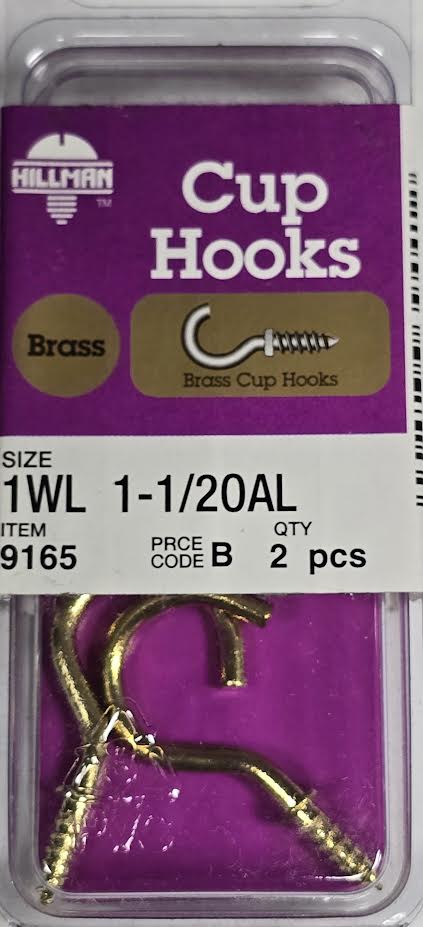 HILLMAN
TM
Cup
Hooks
Brass
Brass Cup Hooks
SIZE
1WL 1-1/20AL
ITEM
9165
PRCE
CODE B
QTY
2 pcs